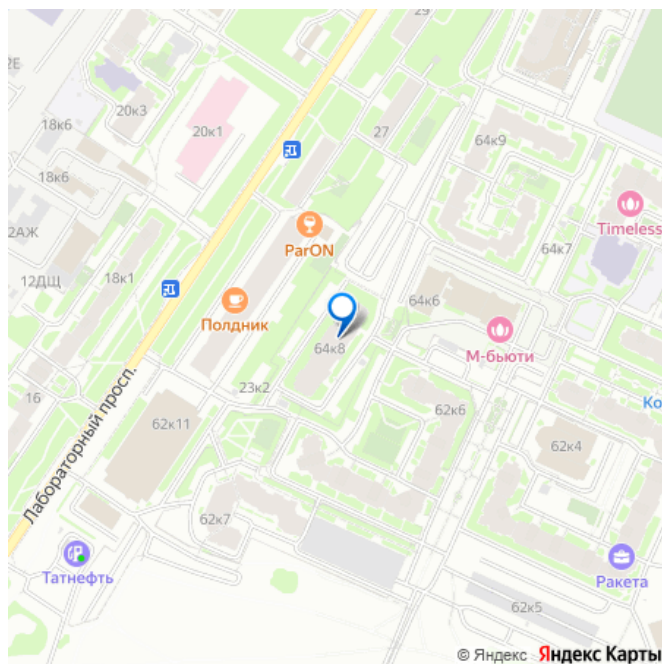 29
2Е
20к3
18к6
20к1
27
64к9
18к6
Timeless
2АЖ
ParON
64к7
12ДЩ
18к1
64к6
Полдник
М-бьюти
64к8
16
23к2
62к6
Ко
62к11
62к4
Лабораторный просп.
62к7
Татнефть
Ракета
62к5
© Яндекс Яндекс Карты